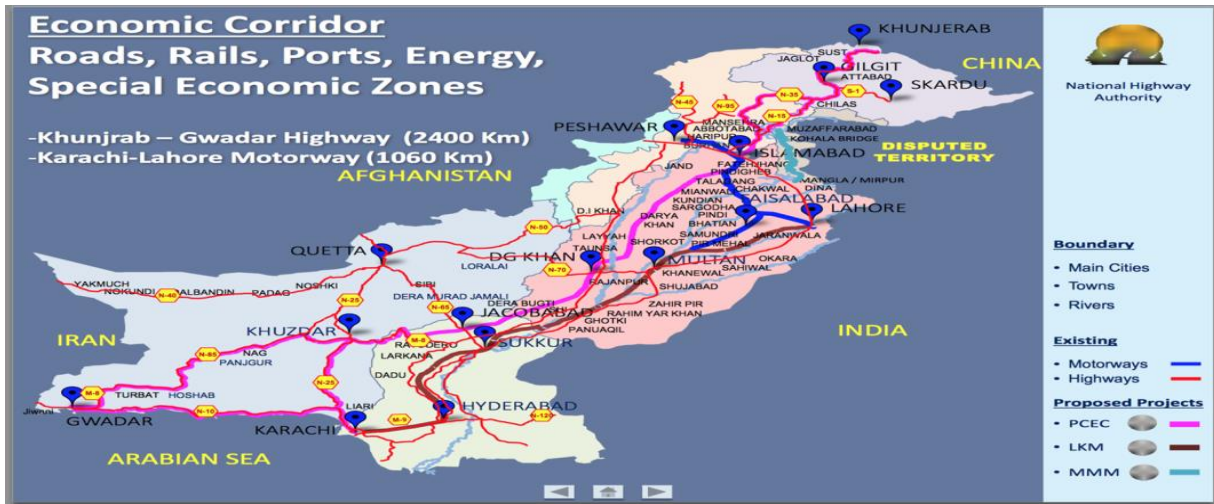 Economic Corridor
Roads, Rails, Ports, Energy,
Special Economic Zones
-Khunjrab – Gwadar Highway (2400 Km)
-Karachi-Lahore Motorway (1060 Km)
KHUNJERAB
SUST
JAGLOT
GILGIT
ATTABAD
CHINA
SKARDU
N-35
S-1
CHILAS
N-45
N-95
N-15
MANSEHRA
ABBOTABAD
HARIPUR
PESHAWAR
MUZAFFARABAD
KOHALA BRIDGE
ISLAMABAD
DISPUTED
TERRITORY
AFGHANISTAN
JAND
FATEHJHANG
PINDIGHEB
MANGLA / MIRPUR
TALAGANG
CHAKWAL
DINA
MIANWALI
KUNDIAN
FAISALABAD
SARGODHA
PINDI
BHATIAN
LAHORE
D.I KHAN
DARYA
KHAN
N-50
LAYYAH
SAMUNDRI
JARANWALA
QUETTA
TAUNSA
SHORKOT
PIR MEHAL
DG KHAN
MULTAN
OKARA
LORALAI
N-70
KHANEWAL
SAHIWAL
YAKMUCH
NOKUNDI
DALBANDIN
PADAG
NOSHKI
SIBI
RAJANPUR
SHUJABAD
N-40
N-25
DERA MURAD JAMALI
N-65
DERA BUGTI
ZAHIR PIR
RAHIM YAR KHAN
JACOBABAD
GHOTKI
PANUAQIL
KHUZDAR
INDIA
IRAN
M-8
SUKKUR
NAG
N-85
PANJGUR
LARKANA
DADU
N-25
M-8
TURBAT
HOSHAB
Jiwani
N-10
GWADAR
LIARI
HYDERABAD
M-9
N-120
KARACHI
ARABIAN SEA
National Highway
Authority
Boundary
• Main Cities
• Towns
• Rivers
Existing
• Motorways
• Highways
Proposed Projects
• PCEC
• LKM
• MMM